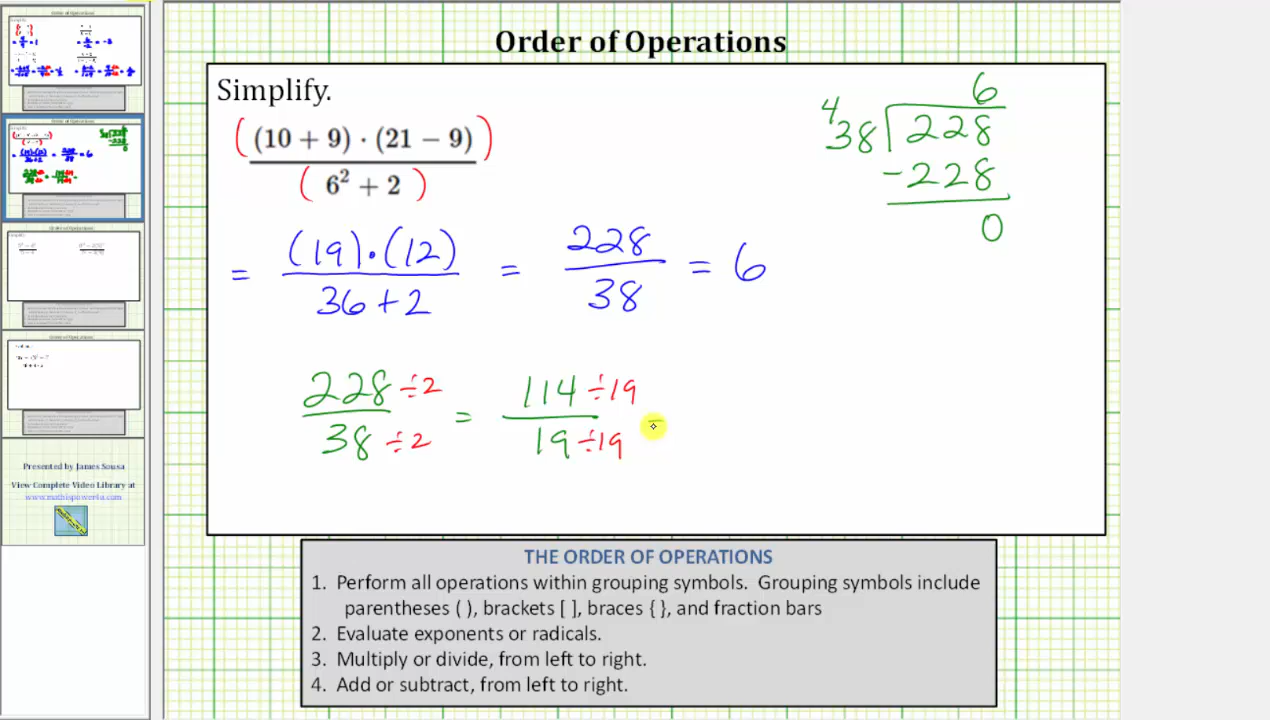 Order of Operations
Simplify.
((10 + 9) · (21 − 9))
(6² + 2)
= (19)·(12) / 36+2 = 228 / 38 = 6
4
6
38 228
-228
0
228 ÷2 / 38 ÷2 = 114 ÷19 / 19 ÷19 =
THE ORDER OF OPERATIONS
1. Perform all operations within grouping symbols. Grouping symbols include
parentheses ( ), brackets [ ], braces { }, and fraction bars
2. Evaluate exponents or radicals.
3. Multiply or divide, from left to right.
4. Add or subtract, from left to right.
Presented by James Sousa
View Complete Video Library at
www.mathispower4u.com